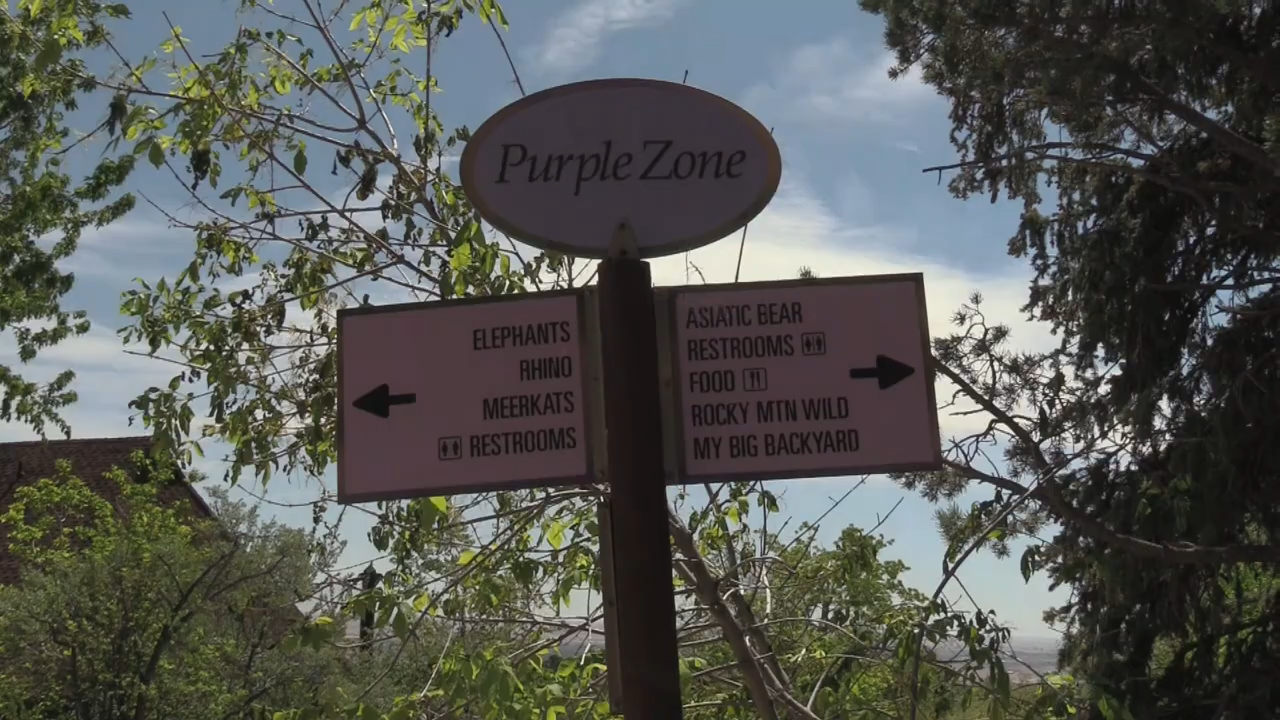 Purple Zone
ELEPHANTS
RHINO
MEERKATS
RESTROOMS
ASIATIC BEAR
RESTROOMS
FOOD
ROCKY MTN WILD
MY BIG BACKYARD